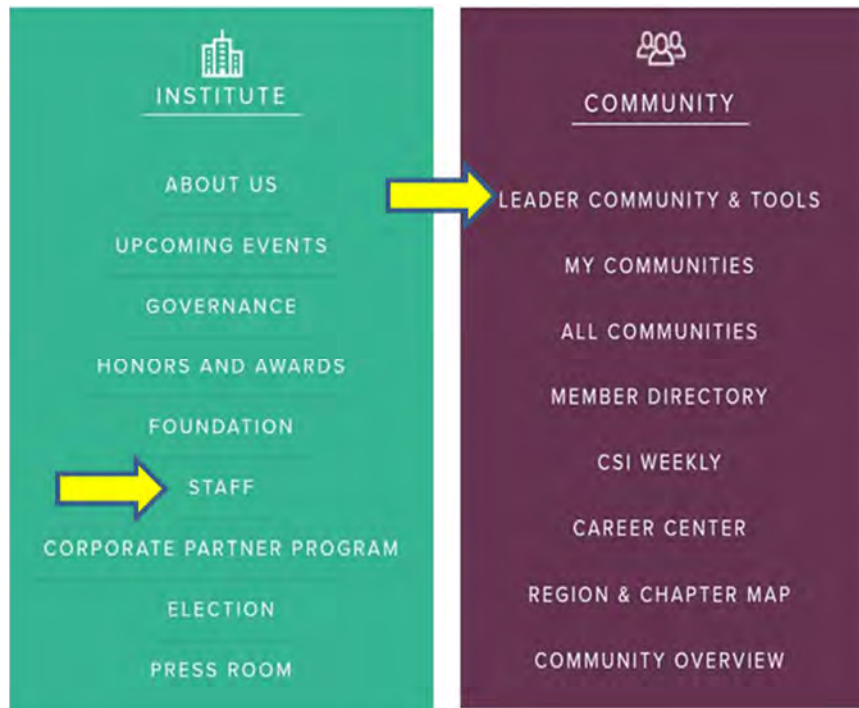 INSTITUTE
ABOUT US
UPCOMING EVENTS
GOVERNANCE
HONORS AND AWARDS
FOUNDATION
STAFF
CORPORATE PARTNER PROGRAM
ELECTION
PRESS ROOM
COMMUNITY
LEADER COMMUNITY & TOOLS
MY COMMUNITIES
ALL COMMUNITIES
MEMBER DIRECTORY
CSI WEEKLY
CAREER CENTER
REGION & CHAPTER MAP
COMMUNITY OVERVIEW